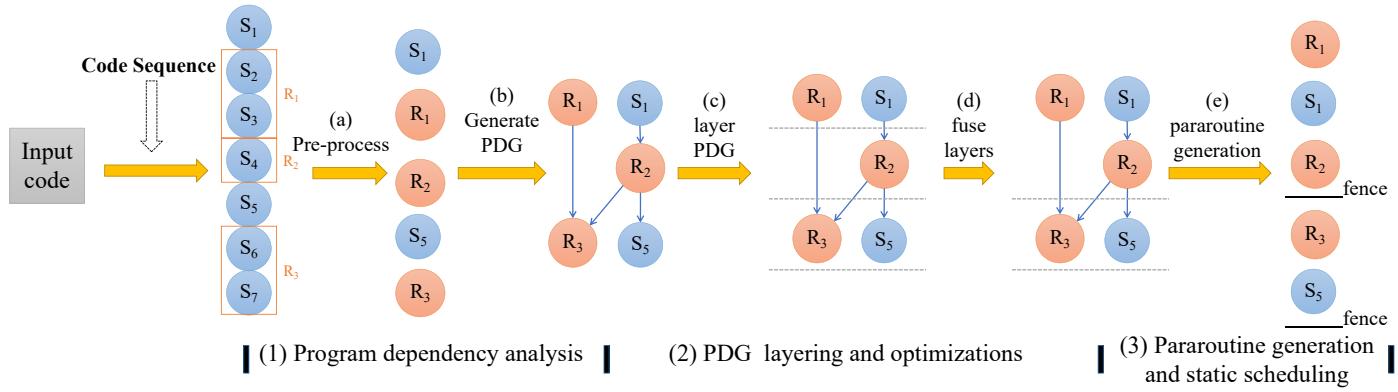 Input
code
Code Sequence
S1
S2
S3
S4
S5
S6
S7
R1
R2
R3
(a)
Pre-process
S1
R1
R2
S5
R3
(b)
Generate
PDG
R1
S1
R2
R3
S5
(c)
layer
PDG
R1
S1
R2
R3
S5
(d)
fuse
layers
R1
S1
R2
R3
S5
(e)
pararoutine
generation
R1
S1
R2
fence
R3
S5
fence
(1) Program dependency analysis
(2) PDG layering and optimizations
(3) Pararoutine generation
and static scheduling